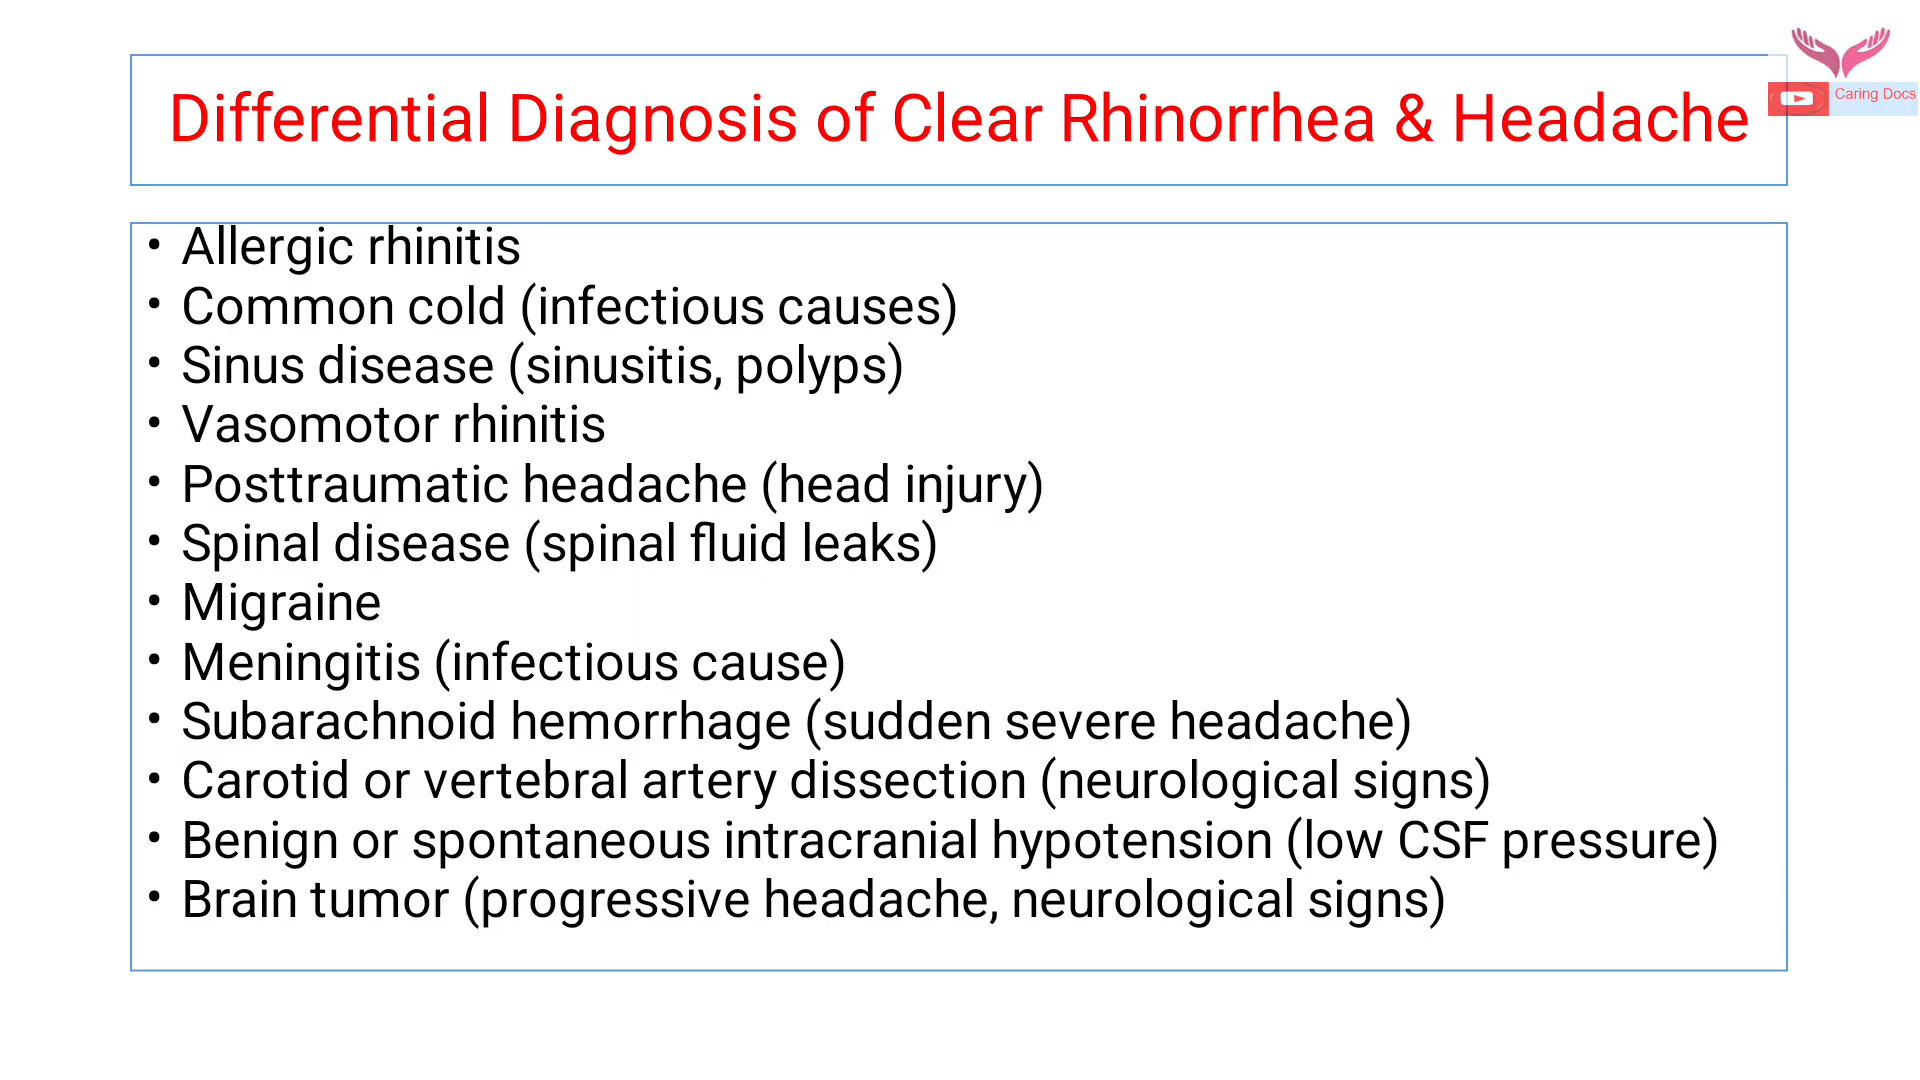 Differential Diagnosis of Clear Rhinorrhea & Headache
Caring Docs
• Allergic rhinitis
• Common cold (infectious causes)
• Sinus disease (sinusitis, polyps)
• Vasomotor rhinitis
• Posttraumatic headache (head injury)
• Spinal disease (spinal fluid leaks)
• Migraine
• Meningitis (infectious cause)
• Subarachnoid hemorrhage (sudden severe headache)
• Carotid or vertebral artery dissection (neurological signs)
• Benign or spontaneous intracranial hypotension (low CSF pressure)
• Brain tumor (progressive headache, neurological signs)